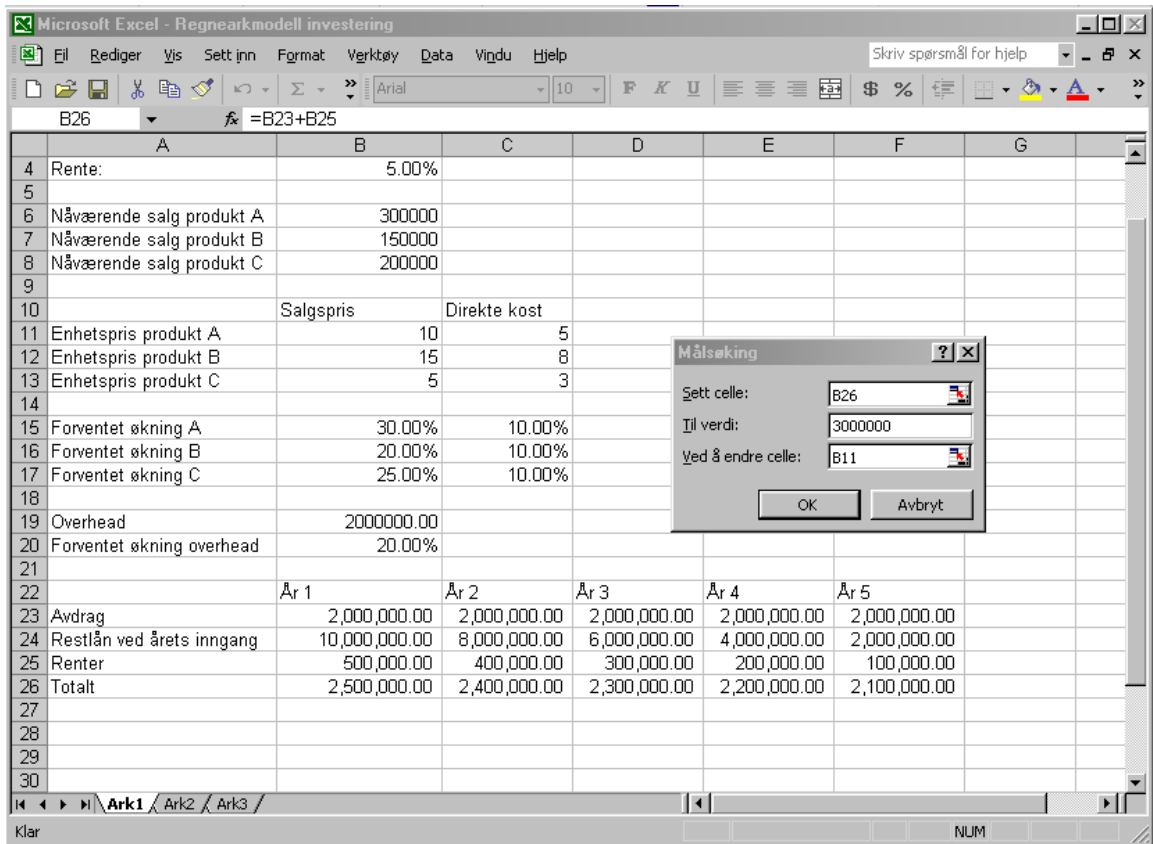 Microsoft Excel - Regnearkmodell investering
Fil Rediger Vis Sett inn Format Verktøy Data Vindu Hjelp Skriv spørsmål for hjelp
Arial 10 F K U $ % A
B26 fx =B23+B25
A B C D E F G
4 Rente: 5.00%
5
6 Nåværende salg produkt A 300000
7 Nåværende salg produkt B 150000
8 Nåværende salg produkt C 200000
9
10 Salgspris Direkte kost
11 Enhetspris produkt A 10 5
12 Enhetspris produkt B 15 8
13 Enhetspris produkt C 5 3
14
15 Forventet økning A 30.00% 10.00%
16 Forventet økning B 20.00% 10.00%
17 Forventet økning C 25.00% 10.00%
18
19 Overhead 2000000.00
20 Forventet økning overhead 20.00%
21
22 År 1 År 2 År 3 År 4 År 5
23 Avdrag 2,000,000.00 2,000,000.00 2,000,000.00 2,000,000.00 2,000,000.00
24 Restlån ved årets inngang 10,000,000.00 8,000,000.00 6,000,000.00 4,000,000.00 2,000,000.00
25 Renter 500,000.00 400,000.00 300,000.00 200,000.00 100,000.00
26 Totalt 2,500,000.00 2,400,000.00 2,300,000.00 2,200,000.00 2,100,000.00
27
28
29
30
Målsøking
Sett celle: B26
Til verdi: 3000000
Ved å endre celle: B11
OK Avbryt
Ark1 Ark2 Ark3
Klar NUM